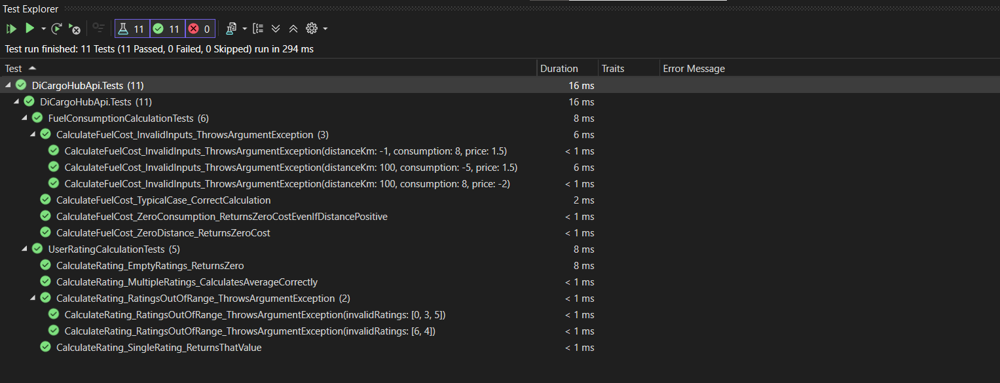 Test Explorer
11 11 0
Test run finished: 11 Tests (11 Passed, 0 Failed, 0 Skipped) run in 294 ms
Test Duration Traits Error Message
DiCargoHubApi.Tests (11) 16 ms
DiCargoHubApi.Tests (11) 16 ms
FuelConsumptionCalculationTests (6) 8 ms
CalculateFuelCost_InvalidInputs_ThrowsArgumentException (3) 6 ms
CalculateFuelCost_InvalidInputs_ThrowsArgumentException(distanceKm: -1, consumption: 8, price: 1.5) < 1 ms
CalculateFuelCost_InvalidInputs_ThrowsArgumentException(distanceKm: 100, consumption: -5, price: 1.5) 6 ms
CalculateFuelCost_InvalidInputs_ThrowsArgumentException(distanceKm: 100, consumption: 8, price: -2) < 1 ms
CalculateFuelCost_TypicalCase_CorrectCalculation 2 ms
CalculateFuelCost_ZeroConsumption_ReturnsZeroCostEvenIfDistancePositive < 1 ms
CalculateFuelCost_ZeroDistance_ReturnsZeroCost < 1 ms
UserRatingCalculationTests (5) 8 ms
CalculateRating_EmptyRatings_ReturnsZero 8 ms
CalculateRating_MultipleRatings_CalculatesAverageCorrectly < 1 ms
CalculateRating_RatingsOutOfRange_ThrowsArgumentException (2) < 1 ms
CalculateRating_RatingsOutOfRange_ThrowsArgumentException(invalidRatings: [0, 3, 5]) < 1 ms
CalculateRating_RatingsOutOfRange_ThrowsArgumentException(invalidRatings: [6, 4]) < 1 ms
CalculateRating_SingleRating_ReturnsThatValue < 1 ms